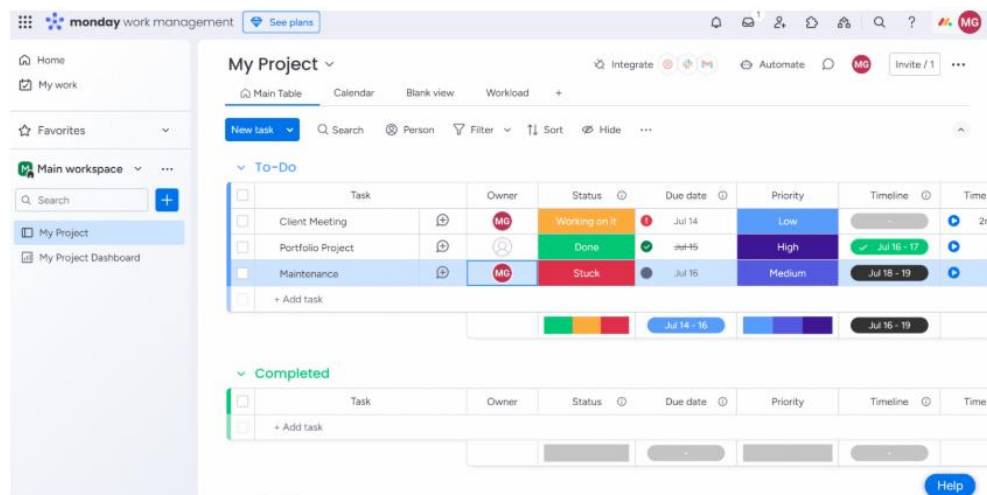 monday work management See plans 1 ? MG
Home
My work
Favorites
M Main workspace
Search +
My Project
My Project Dashboard
My Project Integrate Automate MG Invite / 1
Main Table Calendar Blank view Workload +
New task Search Person Filter Sort Hide
To-Do
Task Owner Status Due date Priority Timeline Time
Client Meeting MG Working on it Jul 14 Low -
Portfolio Project Done Jul 15 High Jul 16 - 17
Maintenance MG Stuck Jul 16 Medium Jul 18 - 19
+ Add task
Jul 14 - 16 Jul 16 - 19
Completed
Task Owner Status Due date Priority Timeline Time
+ Add task
- -
Help